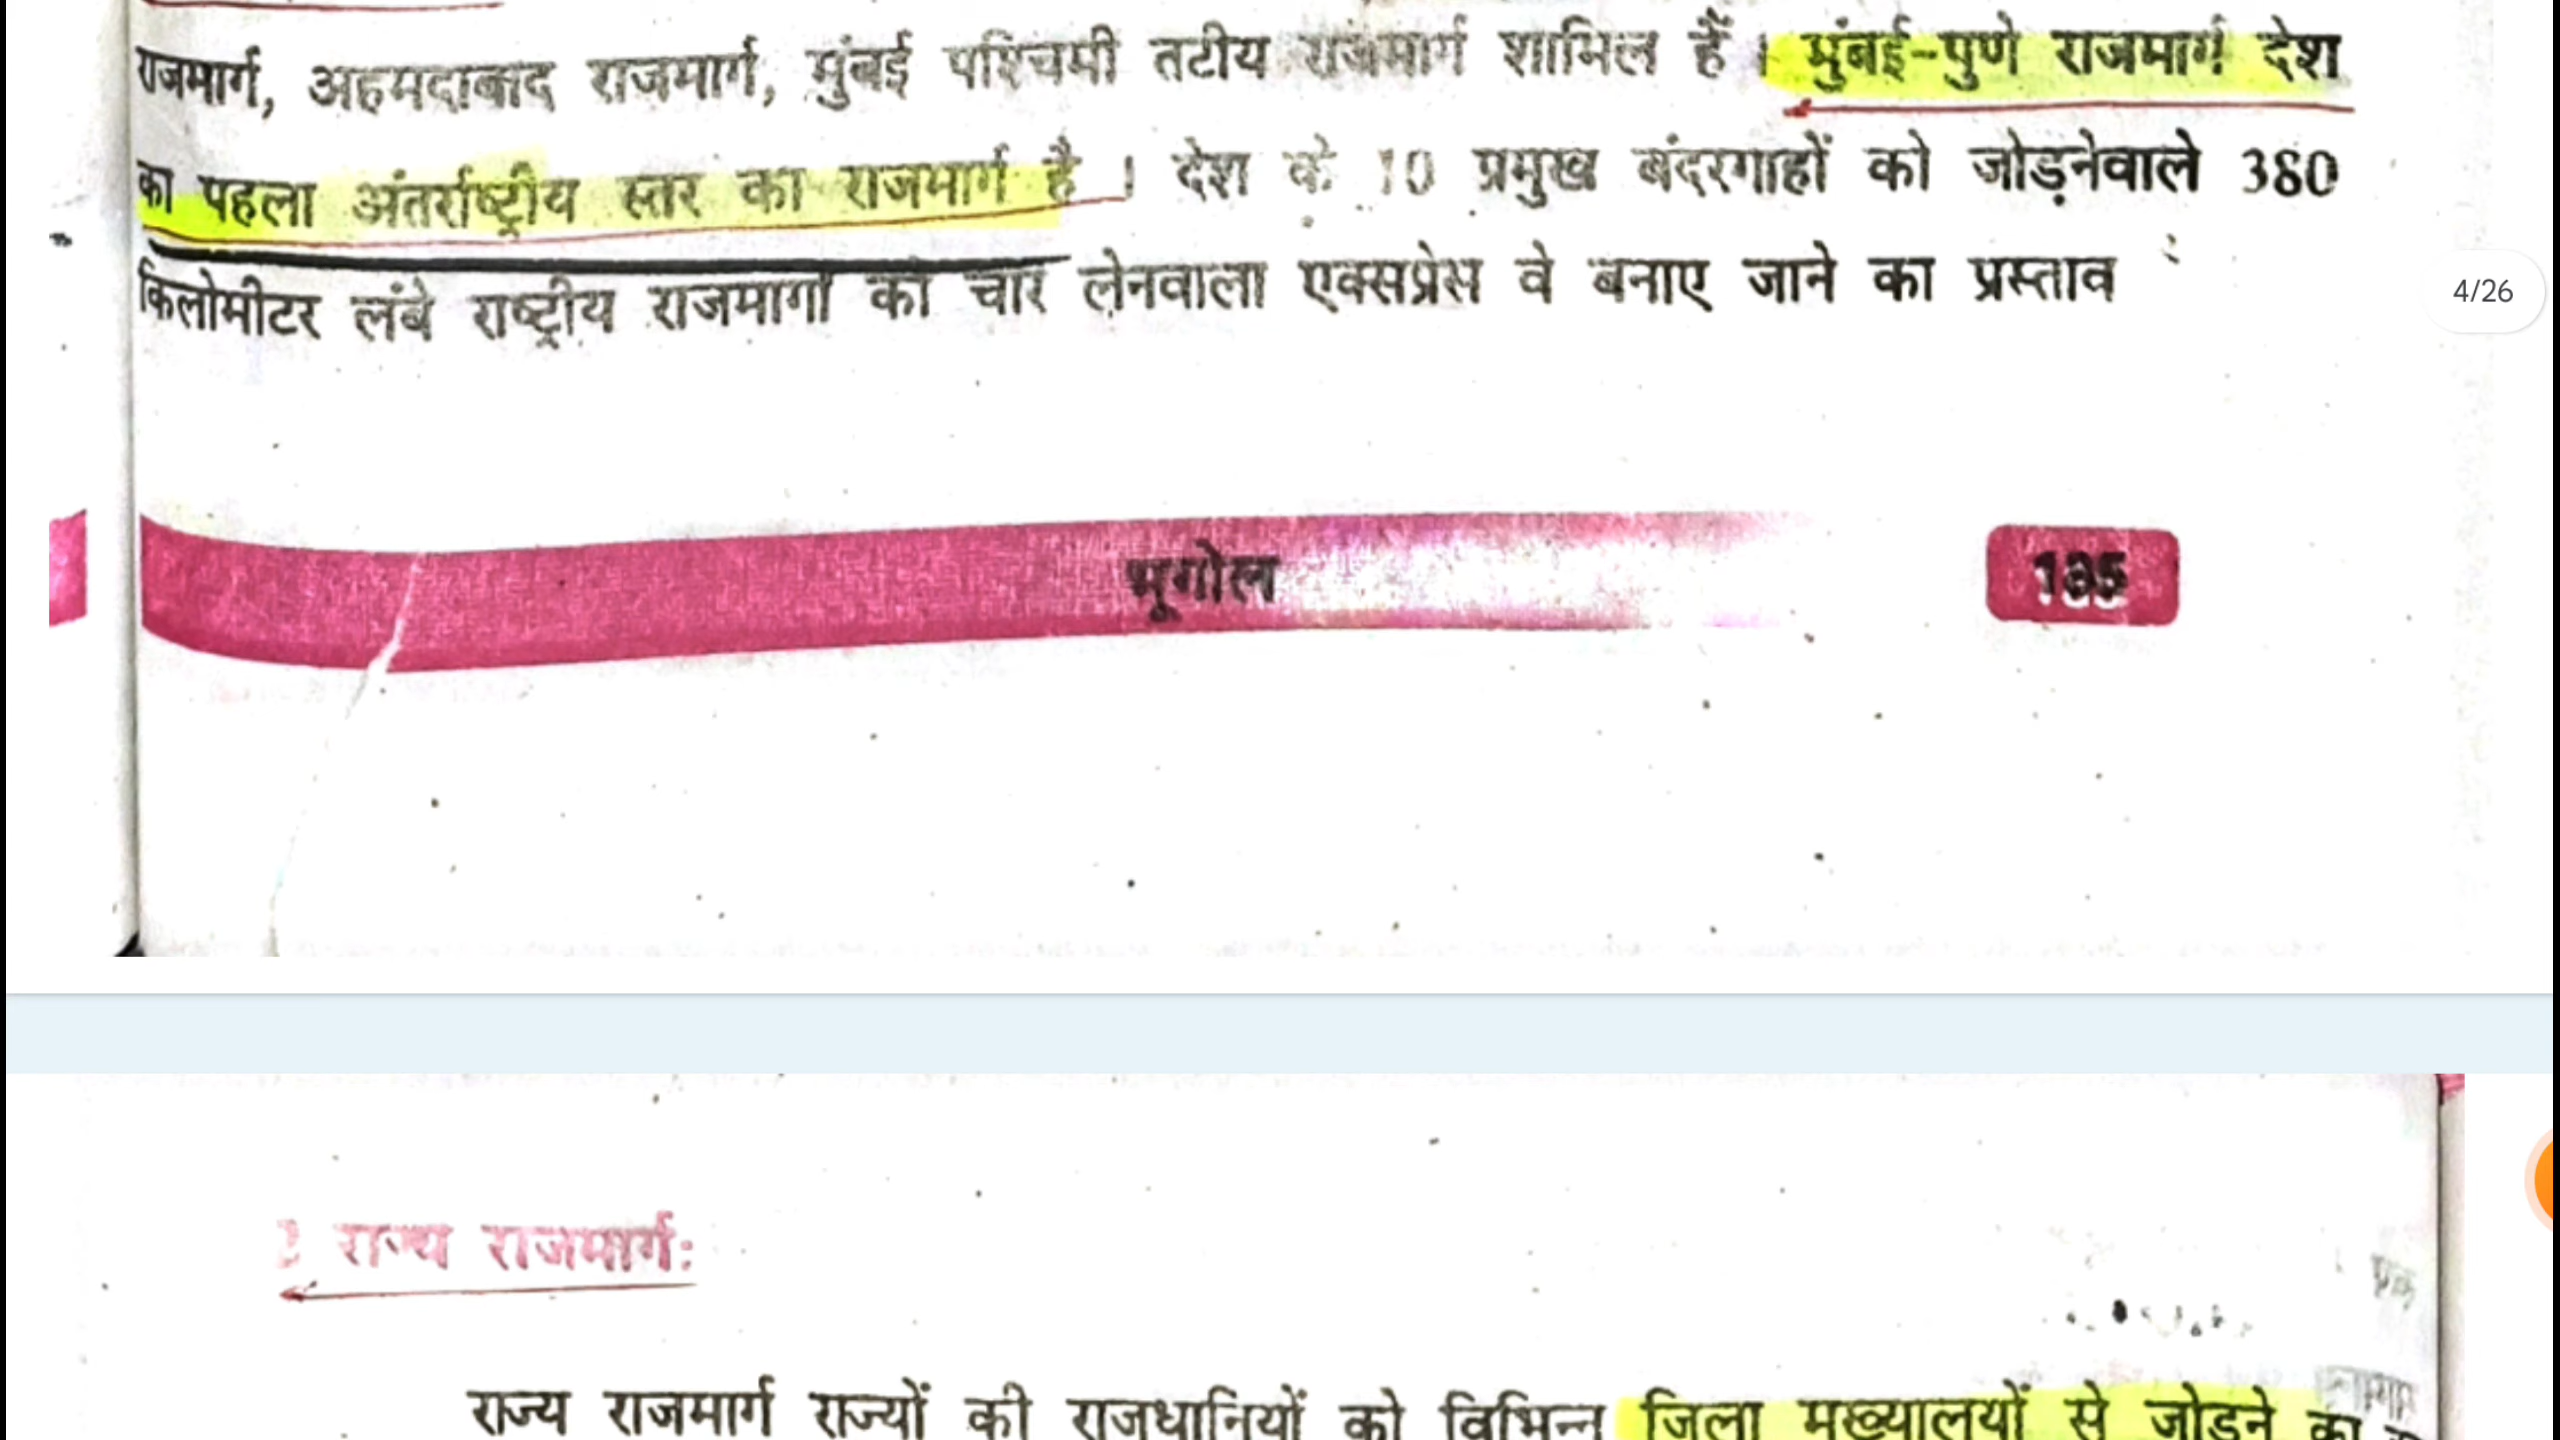 राजमार्ग, अहमदाबाद राजमार्ग, मुंबई पश्चिमी तटीय राजमार्ग शामिल हैं । मुंबई-पुणे राजमार्ग देश
का पहला अंतर्राष्ट्रीय स्तर का राजमार्ग है । देश के 10 प्रमुख बंदरगाहों को जोड़नेवाले 380
किलोमीटर लंबे राष्ट्रीय राजमार्गों को चार लेनवाला एक्सप्रेस वे बनाए जाने का प्रस्ताव
4/26
भूगोल
185
राज्य राजमार्ग:
राज्य राजमार्ग राज्यों की राजधानियों को विभिन्न जिला मुख्यालयों से जोड़ने का